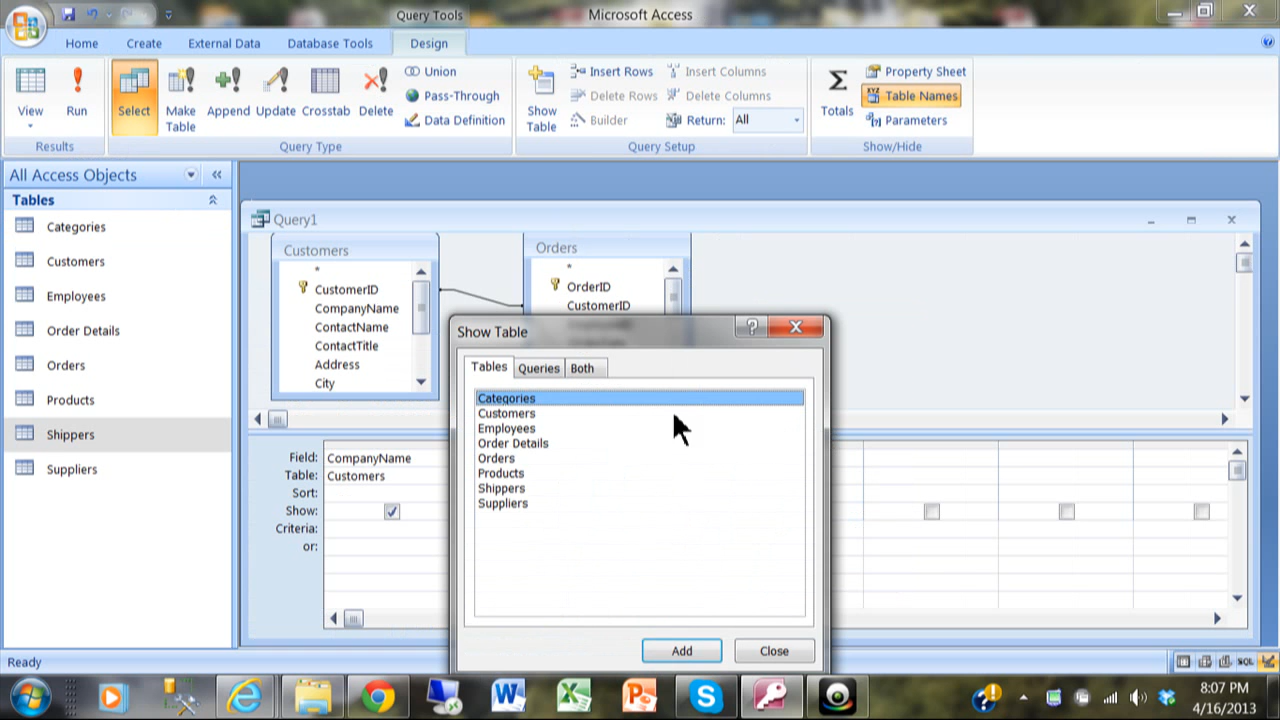 Query Tools Microsoft Access
Home Create External Data Database Tools Design
View Run Select Make Table Append Update Crosstab Delete
Union
Pass-Through
Data Definition
Show Table
Insert Rows
Delete Rows
Builder
Insert Columns
Delete Columns
Return: All
Totals
Property Sheet
XYZ Table Names
Parameters
Results Query Type Query Setup Show/Hide
All Access Objects
Tables
Categories
Customers
Employees
Order Details
Orders
Products
Shippers
Suppliers
Query1
Customers
*
CustomerID
CompanyName
ContactName
ContactTitle
Address
City
Orders
*
OrderID
CustomerID
Field: CompanyName
Table: Customers
Sort:
Show:
Criteria:
or:
Show Table
Tables Queries Both
Categories
Customers
Employees
Order Details
Orders
Products
Shippers
Suppliers
Add Close
Ready SQL
8:07 PM
4/16/2013